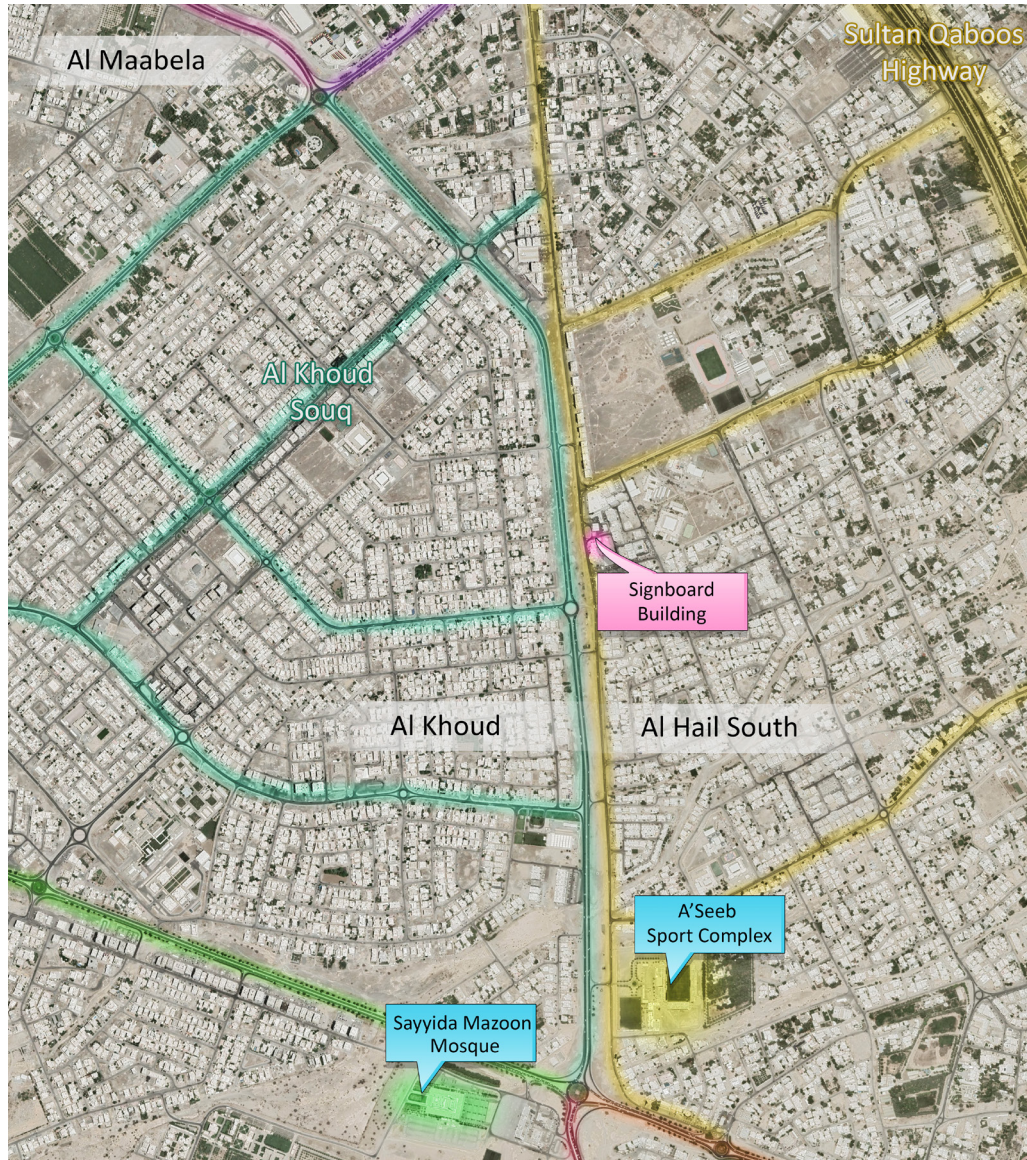 Al Maabela
Sultan Qaboos
Highway
Al Khoud
Souq
Signboard
Building
Al Khoud
Al Hail South
A’Seeb
Sport Complex
Sayyida Mazoon
Mosque